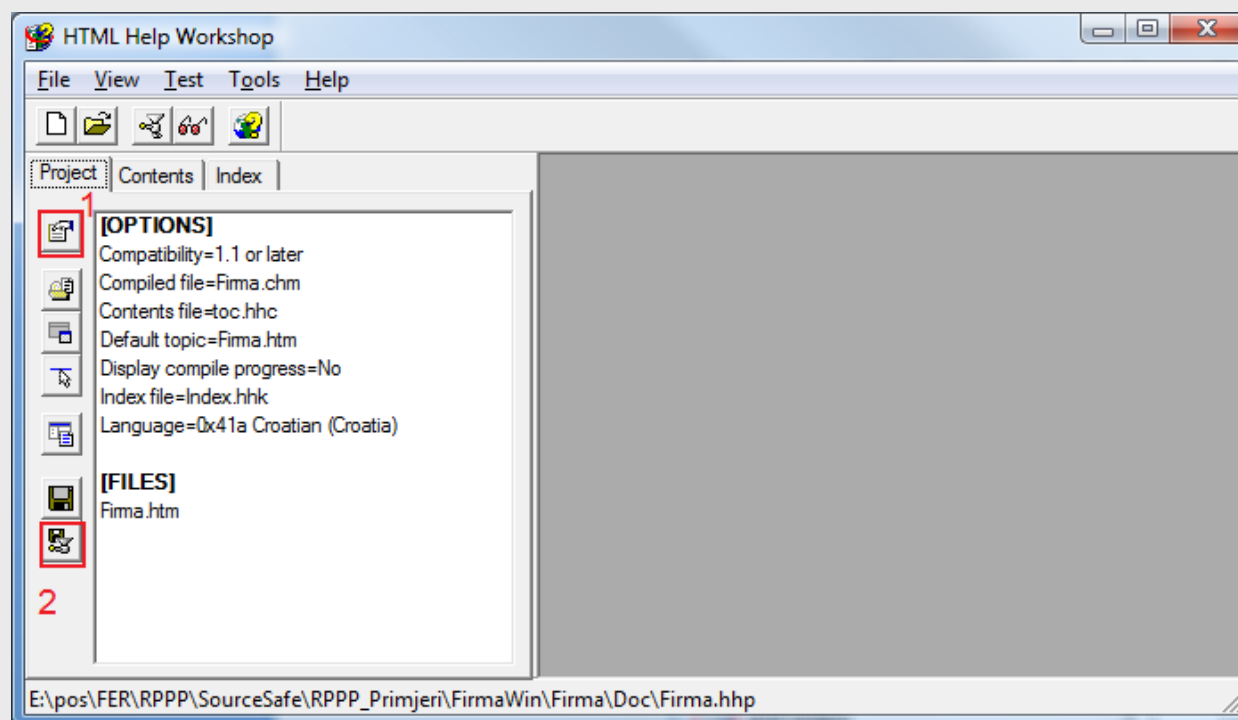 HTML Help Workshop
File View Test Tools Help
Project Contents Index
1
[OPTIONS]
Compatibility=1.1 or later
Compiled file=Firma.chm
Contents file=toc.hhc
Default topic=Firma.htm
Display compile progress=No
Index file=Index.hhk
Language=0x41a Croatian (Croatia)
[FILES]
Firma.htm
2
E:\pos\FER\RPPP\SourceSafe\RPPP_Primjeri\FirmaWin\Firma\Doc\Firma.hhp